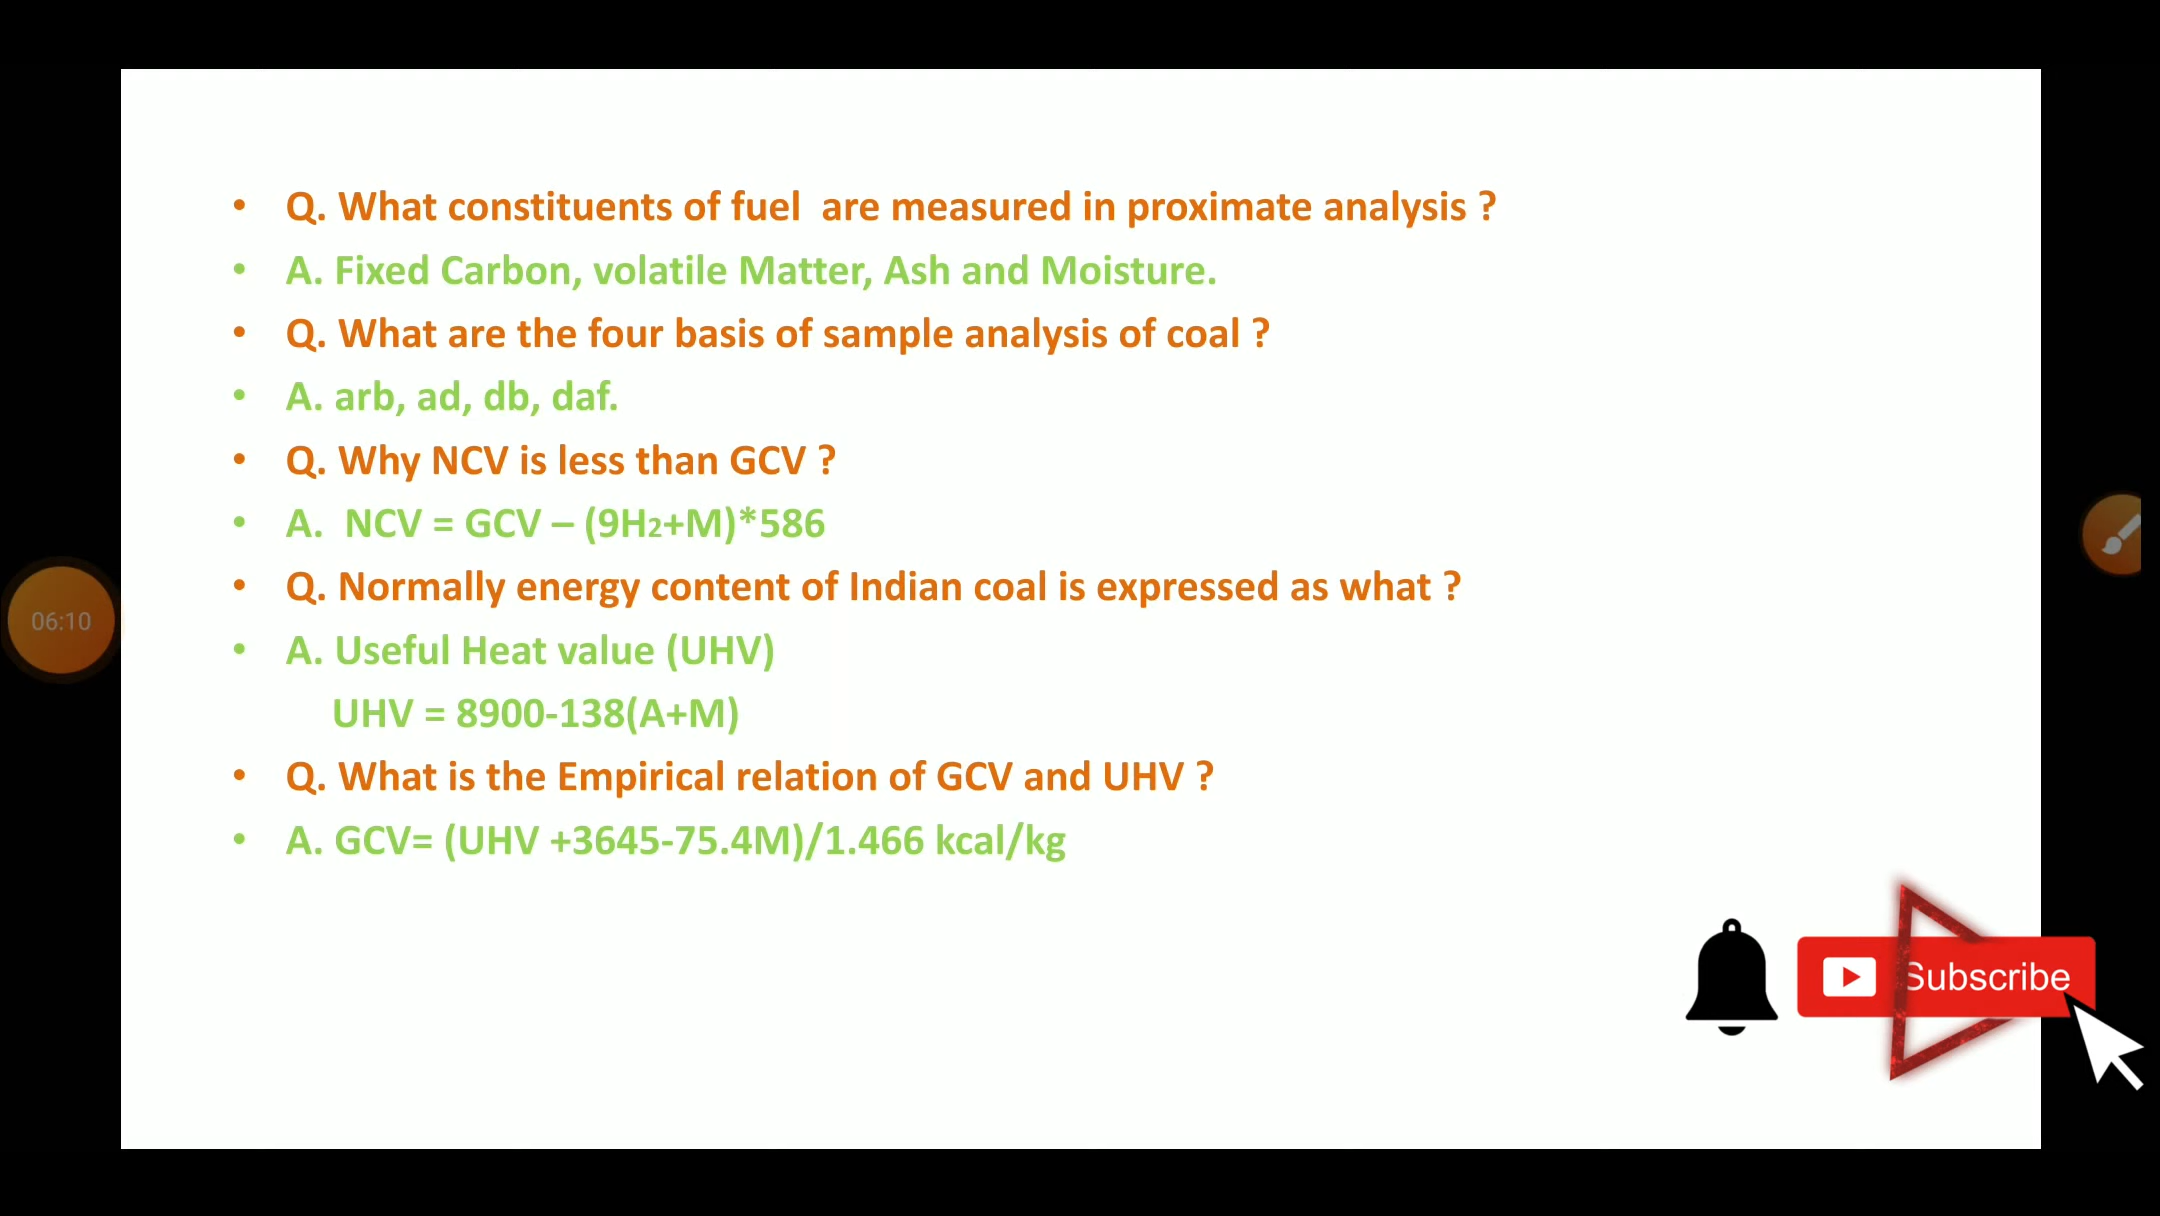 • Q. What constituents of fuel are measured in proximate analysis ?
• A. Fixed Carbon, volatile Matter, Ash and Moisture.
• Q. What are the four basis of sample analysis of coal ?
• A. arb, ad, db, daf.
• Q. Why NCV is less than GCV ?
• A. NCV = GCV – (9H₂+M)*586
• Q. Normally energy content of Indian coal is expressed as what ?
• A. Useful Heat value (UHV)
UHV = 8900-138(A+M)
• Q. What is the Empirical relation of GCV and UHV ?
• A. GCV= (UHV +3645-75.4M)/1.466 kcal/kg
06:10
Subscribe